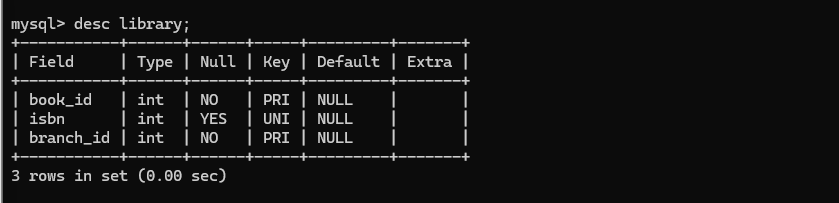 mysql> desc library;
+-----------+------+------+-----+---------+-------+
| Field     | Type | Null | Key | Default | Extra |
+-----------+------+------+-----+---------+-------+
| book_id   | int  | NO   | PRI | NULL    |       |
| isbn      | int  | YES  | UNI | NULL    |       |
| branch_id | int  | NO   | PRI | NULL    |       |
+-----------+------+------+-----+---------+-------+
3 rows in set (0.00 sec)